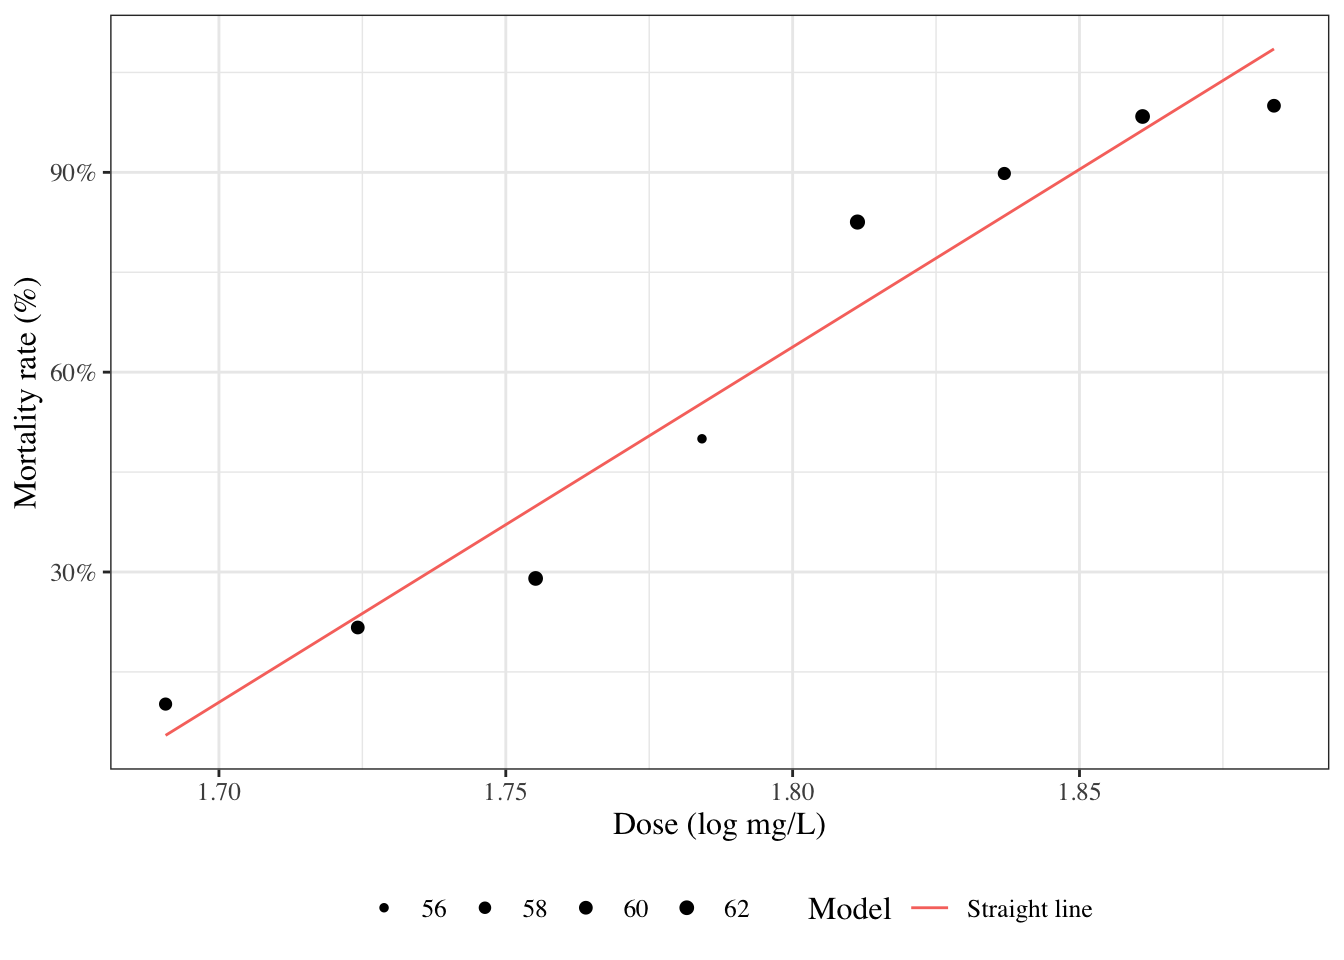 Mortality rate (%)
90%
60%
30%
1.70 1.75 1.80 1.85
Dose (log mg/L)
56 58 60 62 Model Straight line